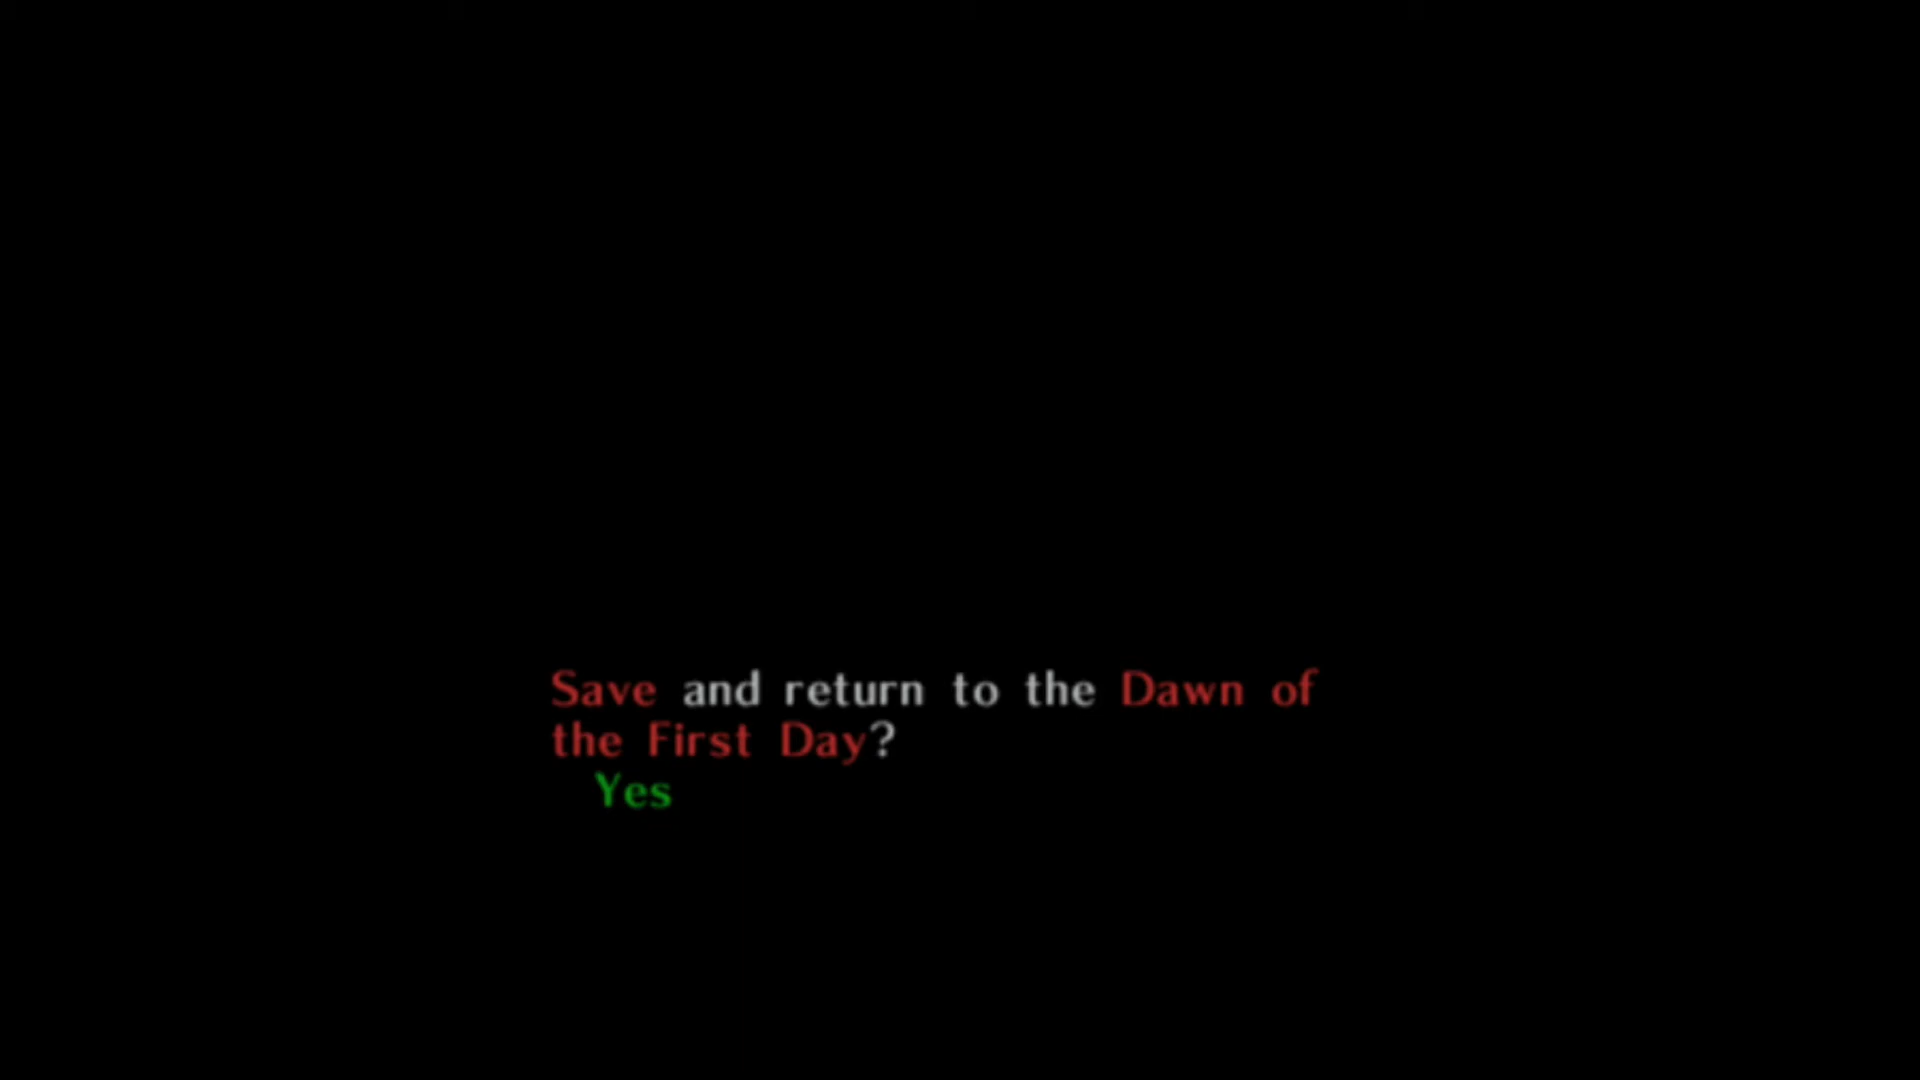 Save and return to the Dawn of
the First Day?
Yes